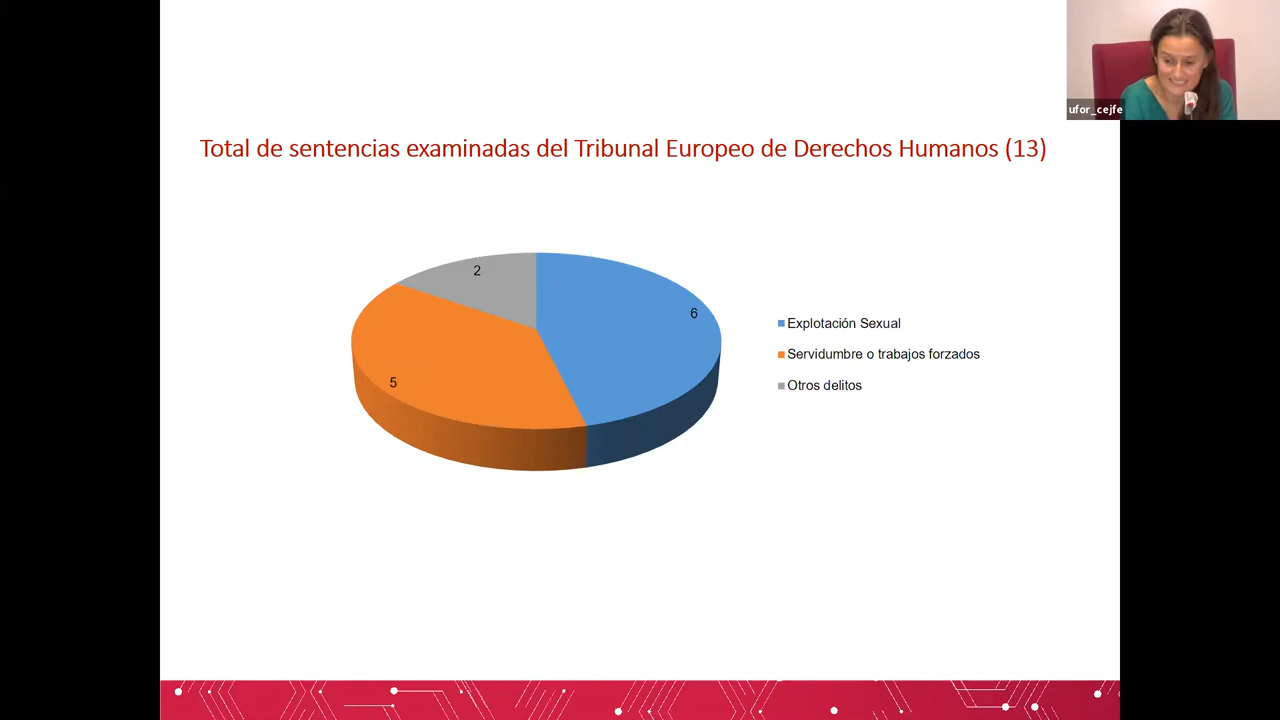 ufor_cejfe
Total de sentencias examinadas del Tribunal Europeo de Derechos Humanos (13)
2
6
5
Explotación Sexual
Servidumbre o trabajos forzados
Otros delitos